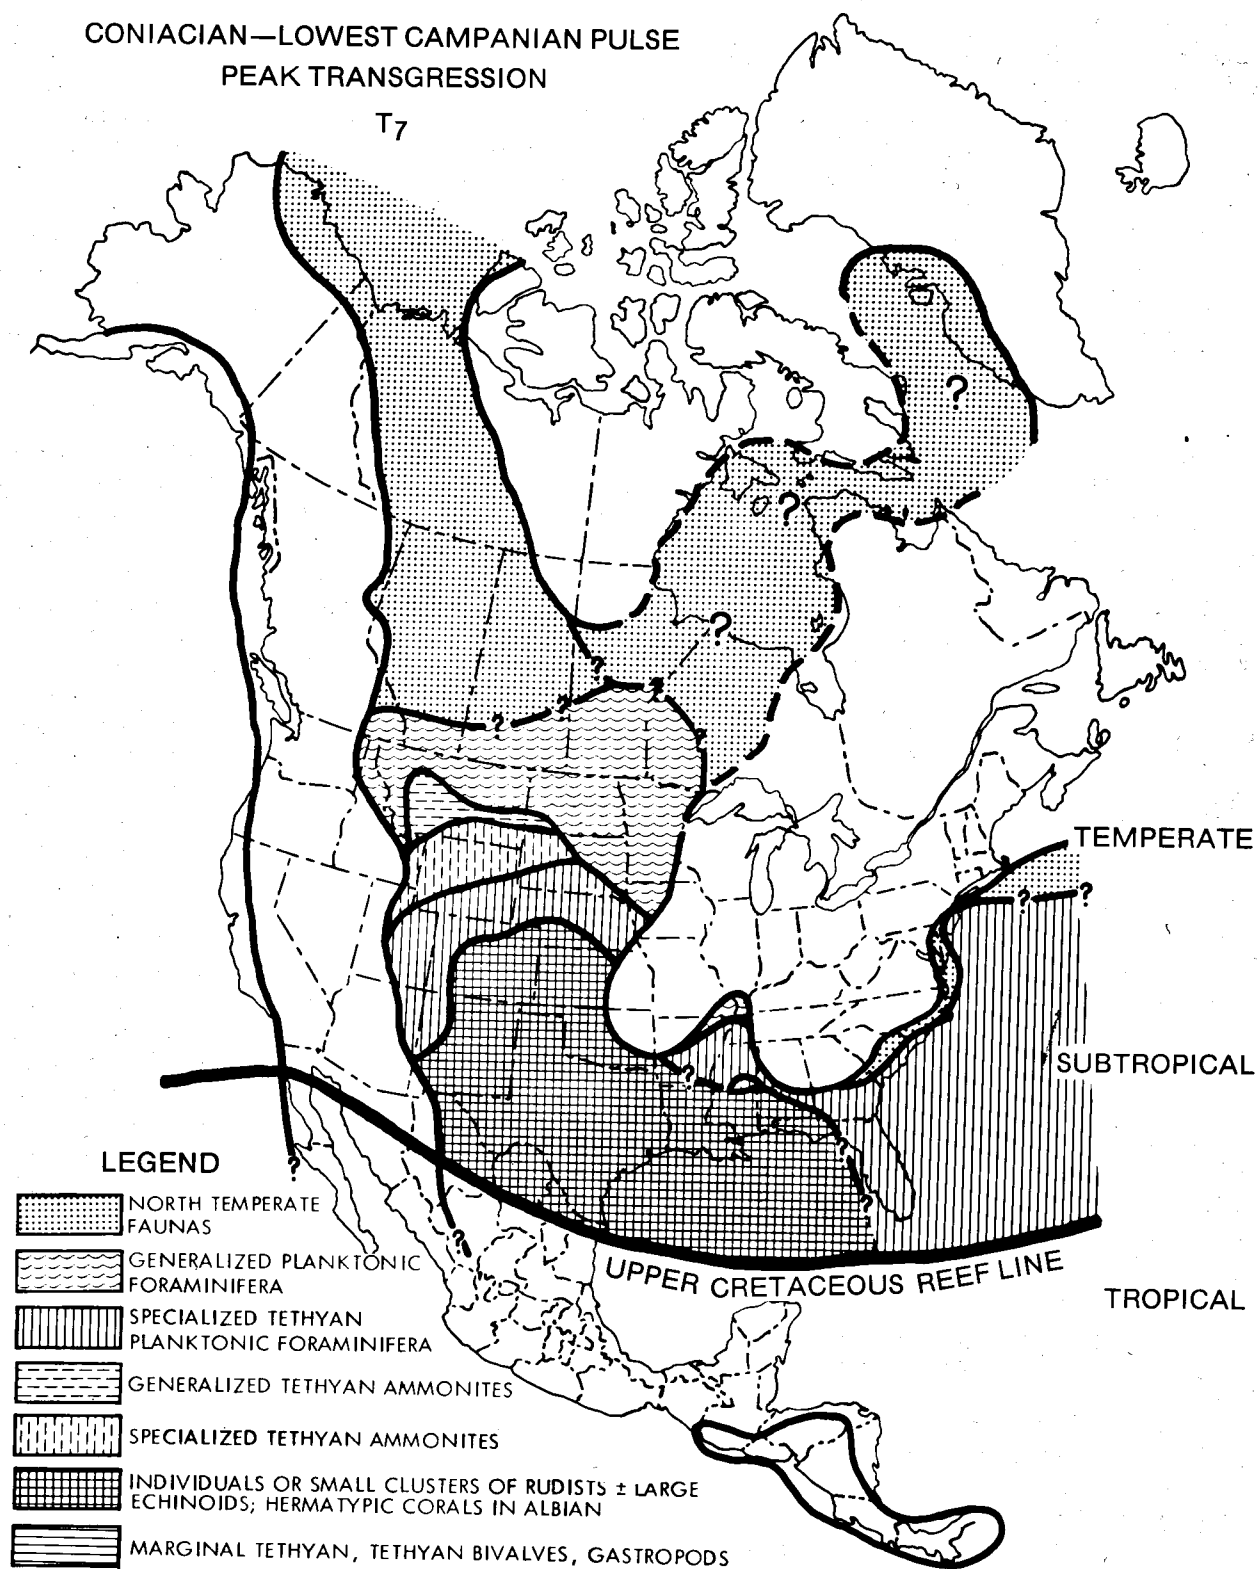 CONIACIAN—LOWEST CAMPANIAN PULSE
PEAK TRANSGRESSION
T7
?
?
?
?
?
?
?
?
TEMPERATE
?
?
SUBTROPICAL
?
?
?
?
?
UPPER CRETACEOUS REEF LINE
TROPICAL
LEGEND
NORTH TEMPERATE
FAUNAS
GENERALIZED PLANKTONIC
FORAMINIFERA
SPECIALIZED TETHYAN
PLANKTONIC FORAMINIFERA
GENERALIZED TETHYAN AMMONITES
SPECIALIZED TETHYAN AMMONITES
INDIVIDUALS OR SMALL CLUSTERS OF RUDISTS ± LARGE
ECHINOIDS; HERMATYPIC CORALS IN ALBIAN
MARGINAL TETHYAN, TETHYAN BIVALVES, GASTROPODS